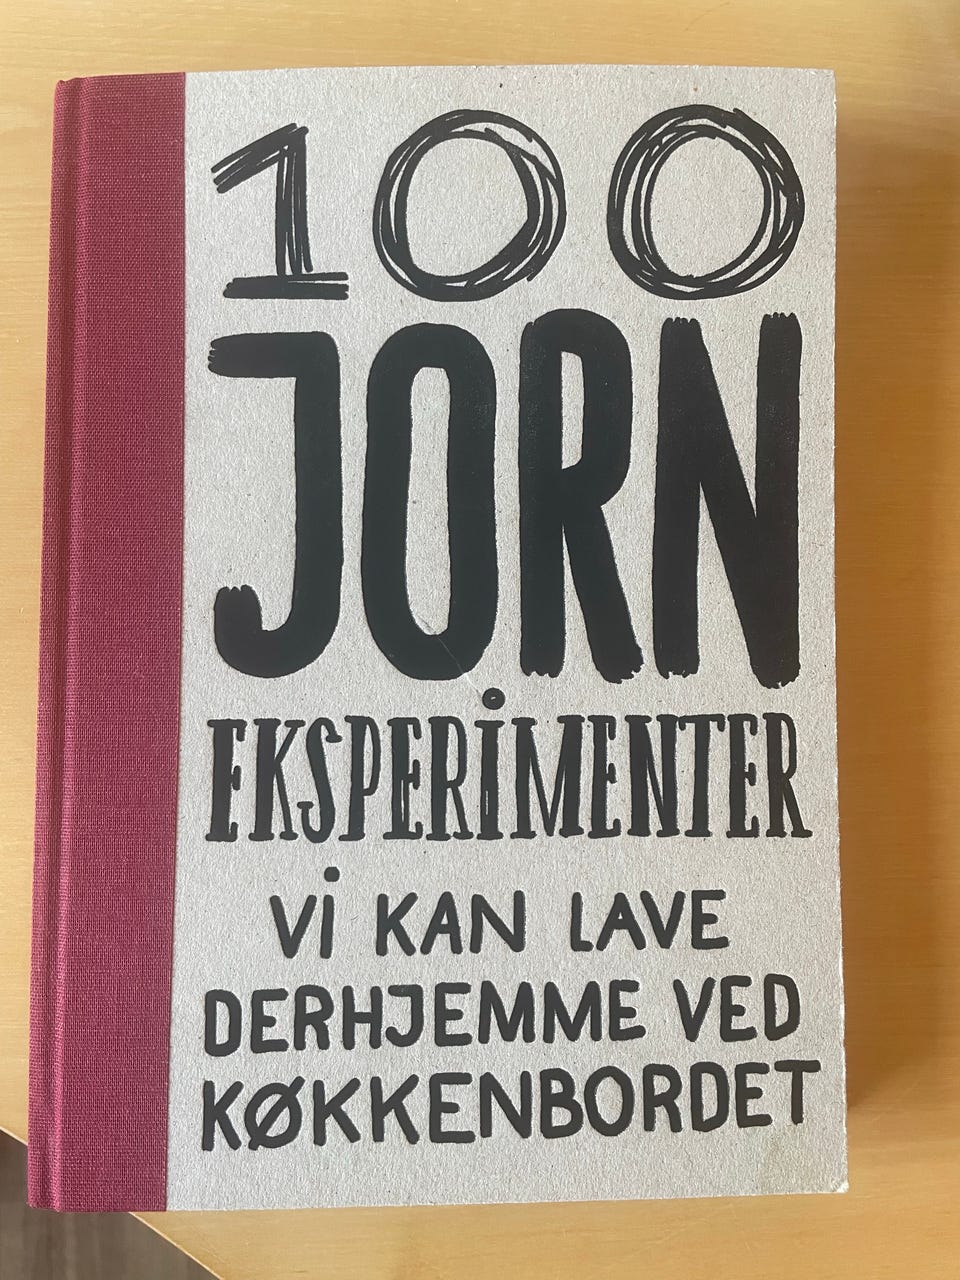 100
JORN
EKSPERiMENTER
Vi KAN LAVE
DERHJEMME VED
KØKKENBORDET